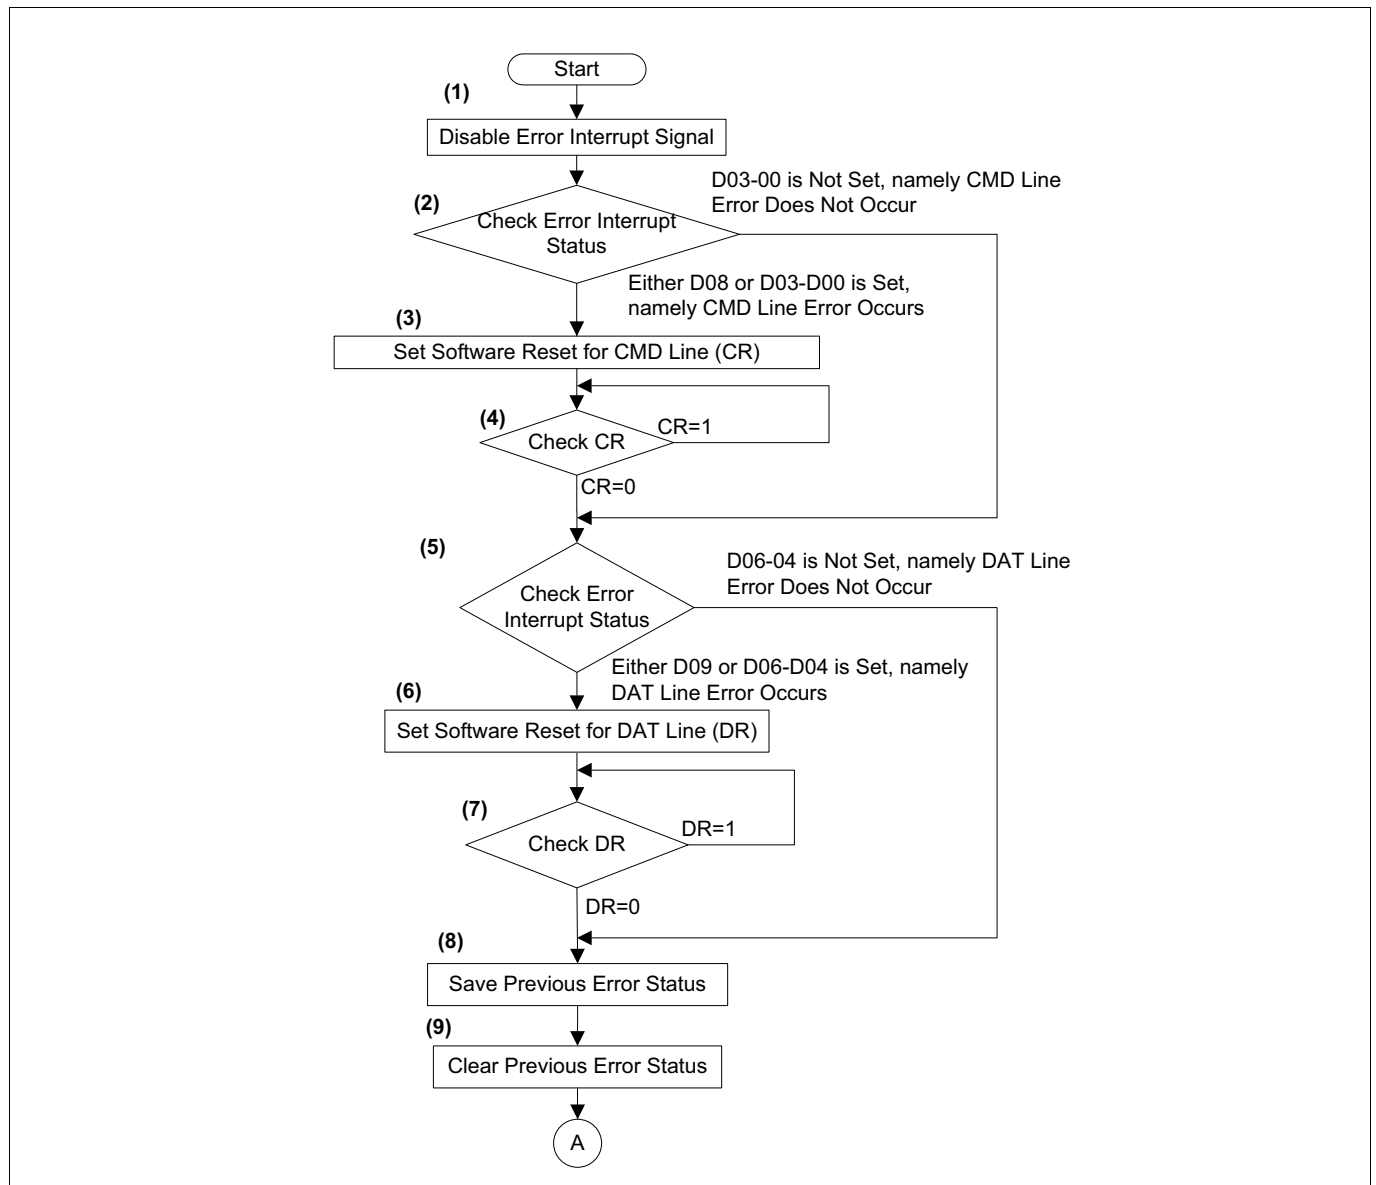 Start
(1)
Disable Error Interrupt Signal
D03-00 is Not Set, namely CMD Line
Error Does Not Occur
(2)
Check Error Interrupt
Status
Either D08 or D03-D00 is Set,
namely CMD Line Error Occurs
(3)
Set Software Reset for CMD Line (CR)
(4)
CR=1
Check CR
CR=0
(5)
D06-04 is Not Set, namely DAT Line
Error Does Not Occur
Check Error
Interrupt Status
Either D09 or D06-D04 is Set, namely
DAT Line Error Occurs
(6)
Set Software Reset for DAT Line (DR)
(7)
DR=1
Check DR
DR=0
(8)
Save Previous Error Status
(9)
Clear Previous Error Status
A